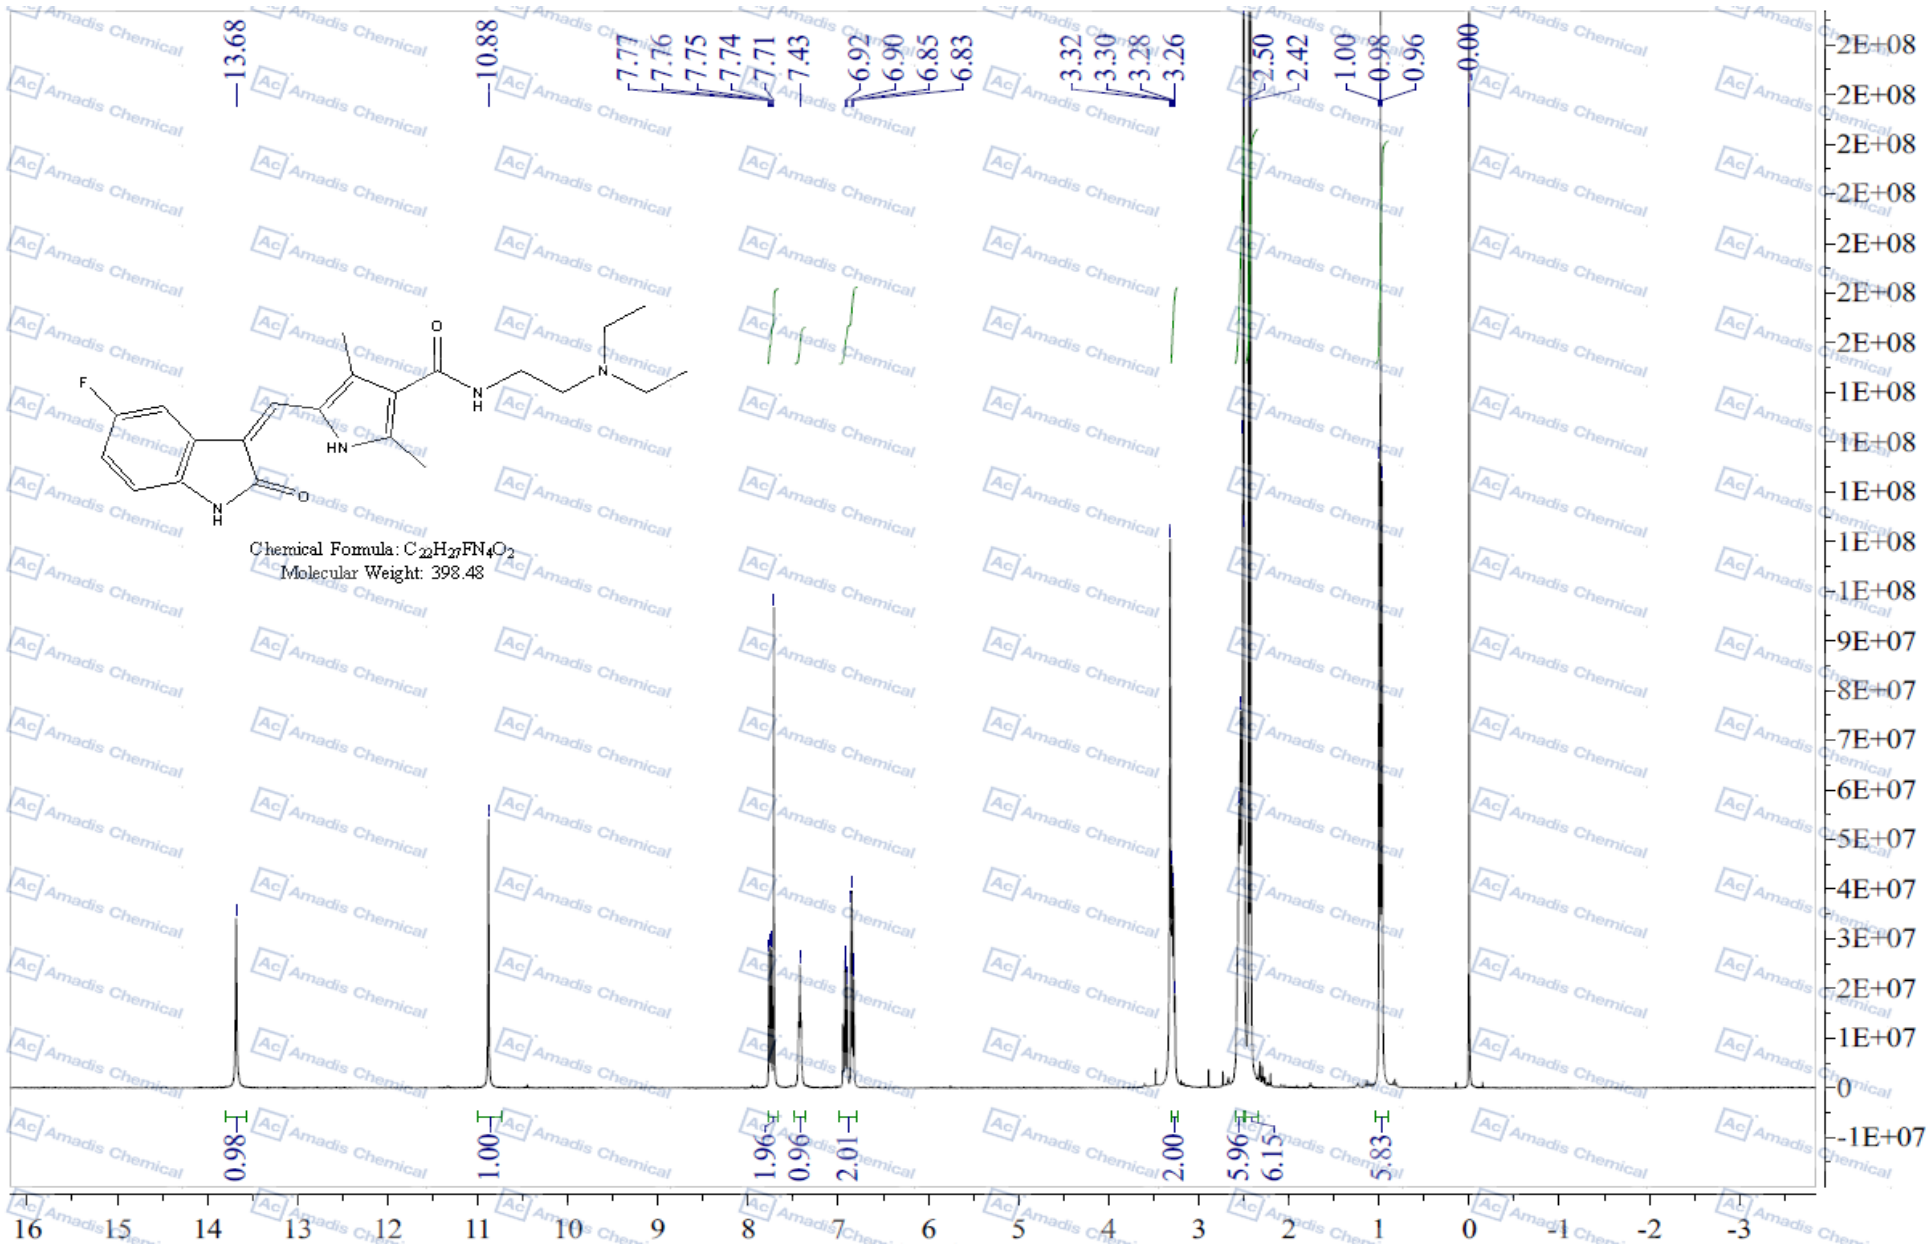 -13.68
-10.88
7.77
7.76
7.75
7.74
7.71
7.43
6.92
6.90
6.85
6.83
3.32
3.30
3.28
3.26
2.50
2.42
1.00
0.98
0.96
-0.00
2E+08
2E+08
2E+08
2E+08
2E+08
2E+08
2E+08
1E+08
1E+08
1E+08
1E+08
1E+08
9E+07
8E+07
7E+07
6E+07
5E+07
4E+07
3E+07
2E+07
1E+07
0
-1E+07
F
O
N
H
HN
O
N
H
N
Chemical Formula: C22H27FN4O2
Molecular Weight: 398.48
0.98
1.00
1.96
0.96
2.01
2.00
5.96
6.15
5.83
16 15 14 13 12 11 10 9 8 7 6 5 4 3 2 1 0 -1 -2 -3
Ac Amadis Chemical